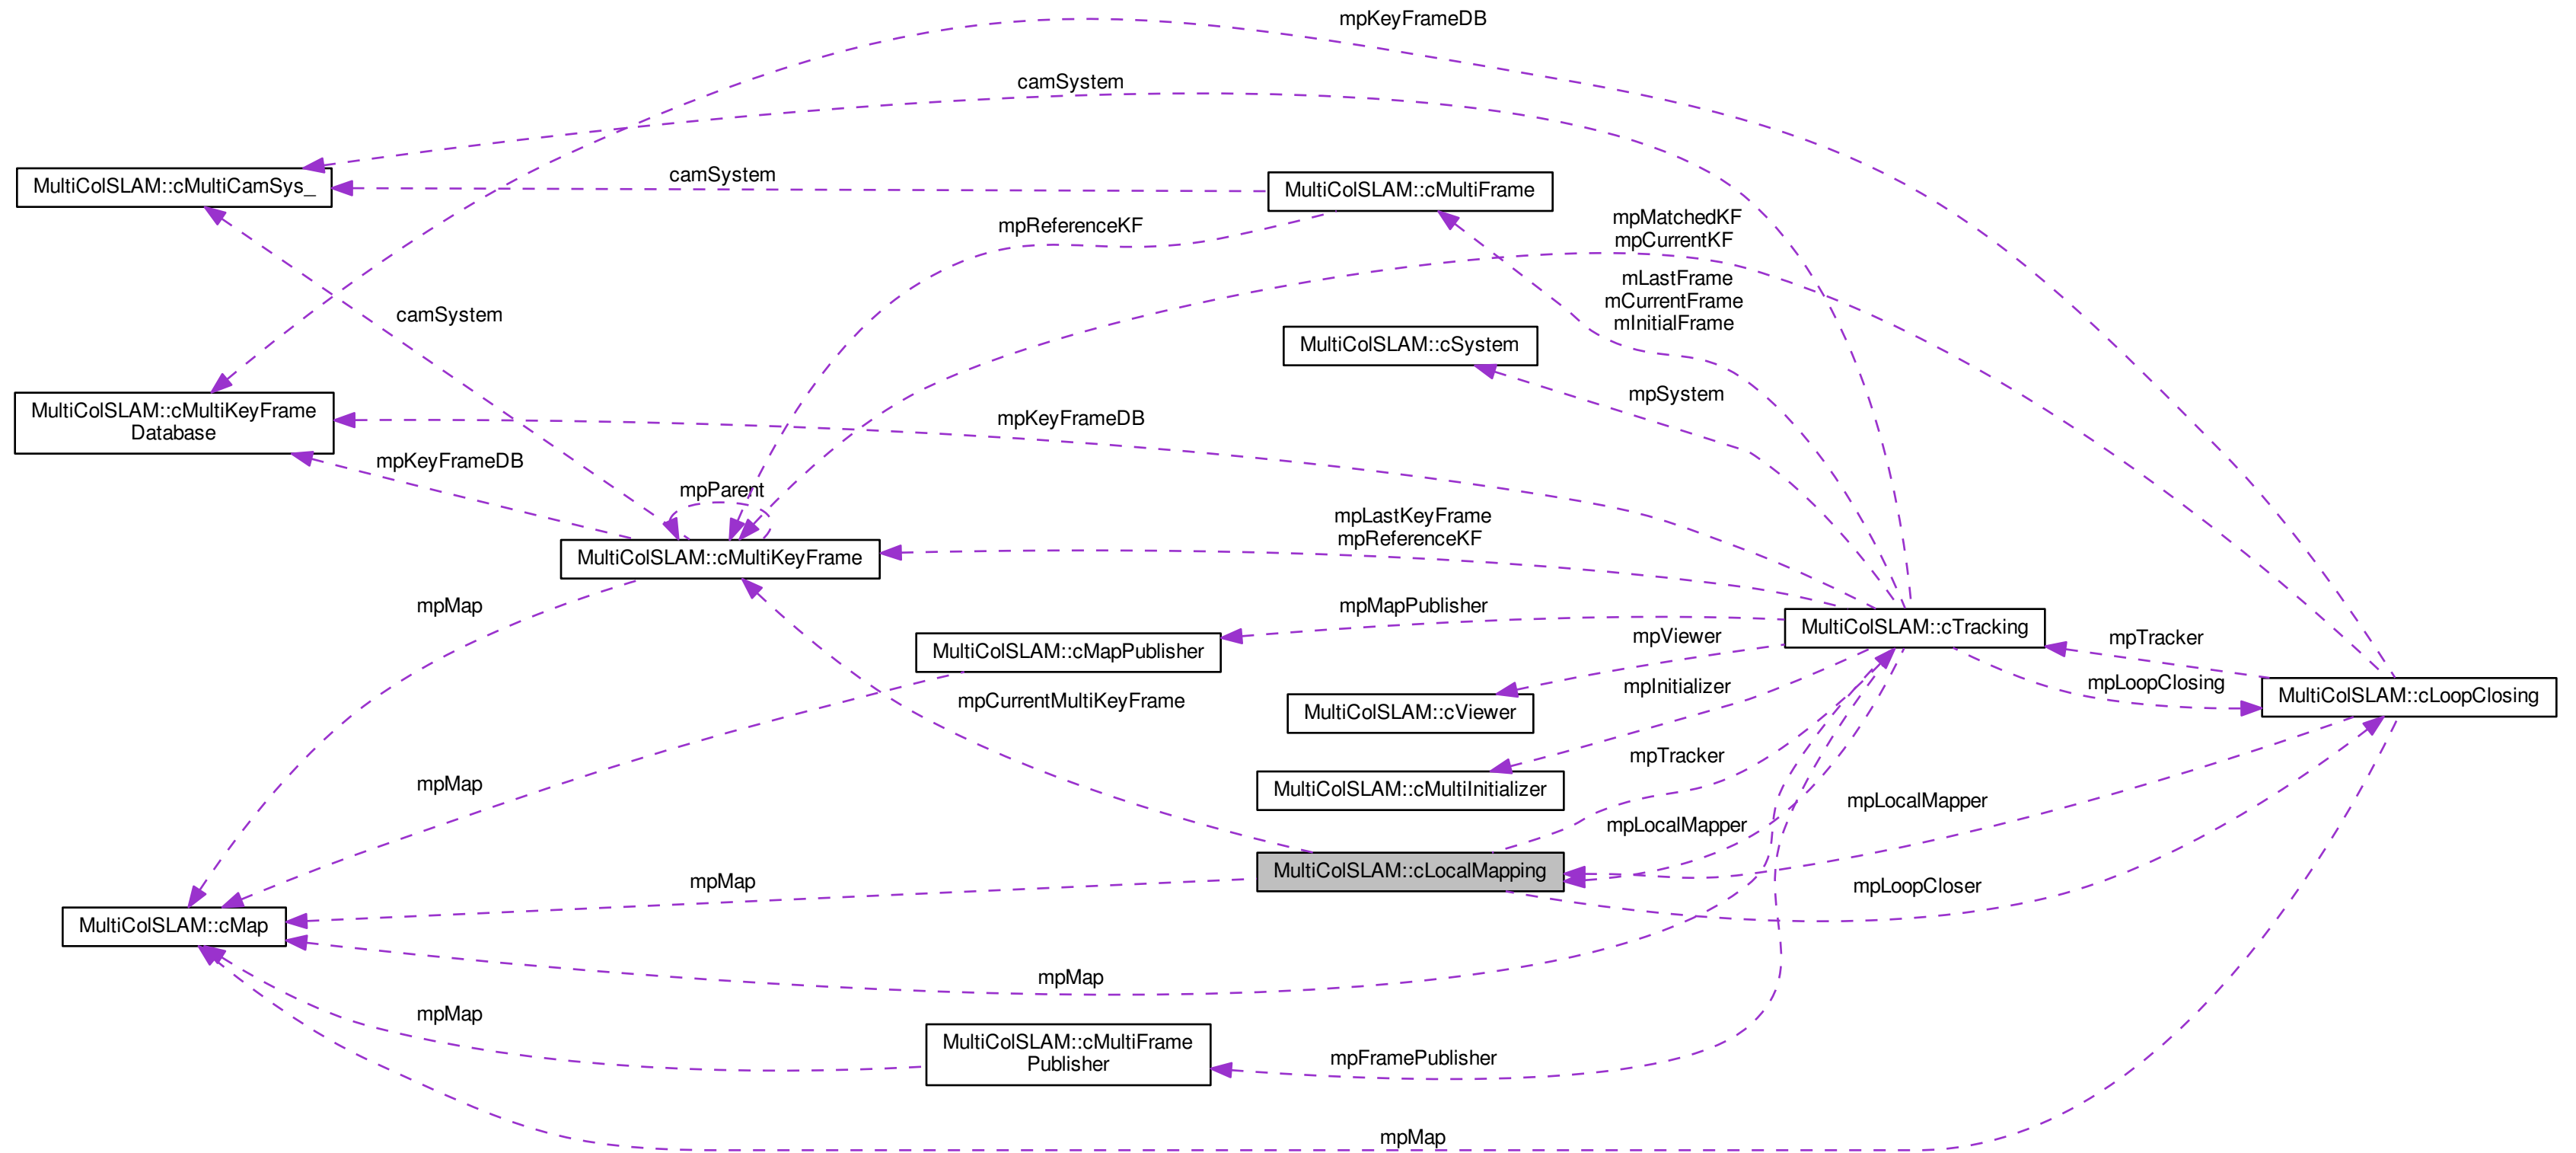 mpKeyFrameDB
camSystem
camSystem
MultiColSLAM::cMultiCamSys_
MultiColSLAM::cMultiFrame
mpReferenceKF
mpMatchedKF
mpCurrentKF
mLastFrame
mCurrentFrame
mInitialFrame
camSystem
MultiColSLAM::cSystem
mpSystem
MultiColSLAM::cMultiKeyFrame
Database
mpKeyFrameDB
mpKeyFrameDB
mpParent
mpLastKeyFrame
mpReferenceKF
MultiColSLAM::cMultiKeyFrame
mpMap
mpMapPublisher
MultiColSLAM::cTracking
mpViewer
mpTracker
MultiColSLAM::cMapPublisher
mpInitializer
mpLoopClosing
MultiColSLAM::cLoopClosing
mpCurrentMultiKeyFrame
MultiColSLAM::cViewer
mpTracker
mpMap
MultiColSLAM::cMultiInitializer
mpLocalMapper
mpLocalMapper
MultiColSLAM::cLocalMapping
mpMap
mpLoopCloser
MultiColSLAM::cMap
mpMap
mpMap
MultiColSLAM::cMultiFrame
Publisher
mpFramePublisher
mpMap